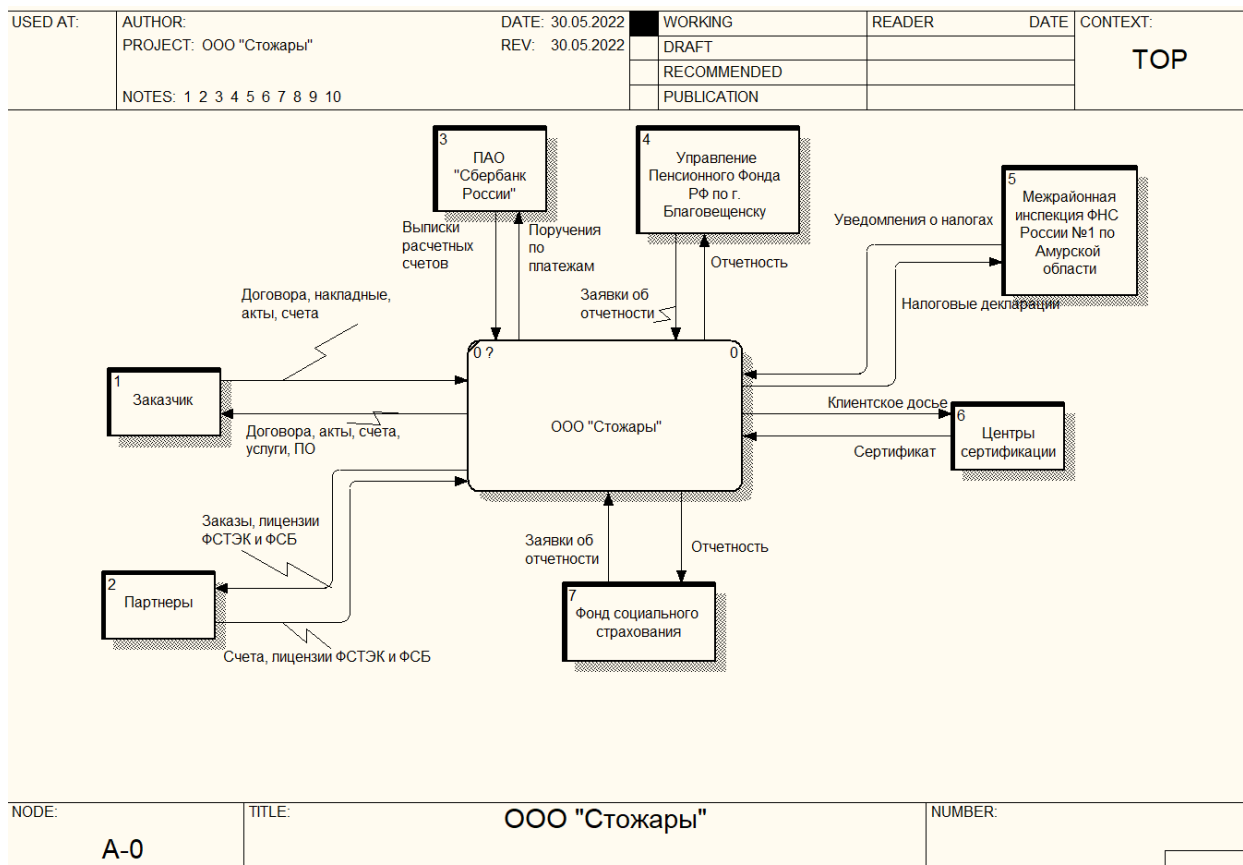 USED AT:
AUTHOR:
DATE: 30.05.2022
PROJECT: ООО "Стожары"
REV: 30.05.2022
NOTES: 1 2 3 4 5 6 7 8 9 10
WORKING
DRAFT
RECOMMENDED
PUBLICATION
READER
DATE
CONTEXT:
TOP
3
ПАО
"Сбербанк
России"
4
Управление
Пенсионного Фонда
РФ по г.
Благовещенску
5
Межрайонная
инспекция ФНС
России №1 по
Амурской
области
Выписки
расчетных
счетов
Поручения
по
платежам
Заявки об
отчетности
Отчетность
Уведомления о налогах
Налоговые декларации
Договора, накладные,
акты, счета
1
Заказчик
Договора, акты, счета,
услуги, ПО
0 ?
0
ООО "Стожары"
Клиентское досье
6
Центры
сертификации
Сертификат
Заказы, лицензии
ФСТЭК и ФСБ
2
Партнеры
Счета, лицензии ФСТЭК и ФСБ
Заявки об
отчетности
Отчетность
7
Фонд социального
страхования
NODE:
A-0
TITLE:
ООО "Стожары"
NUMBER: